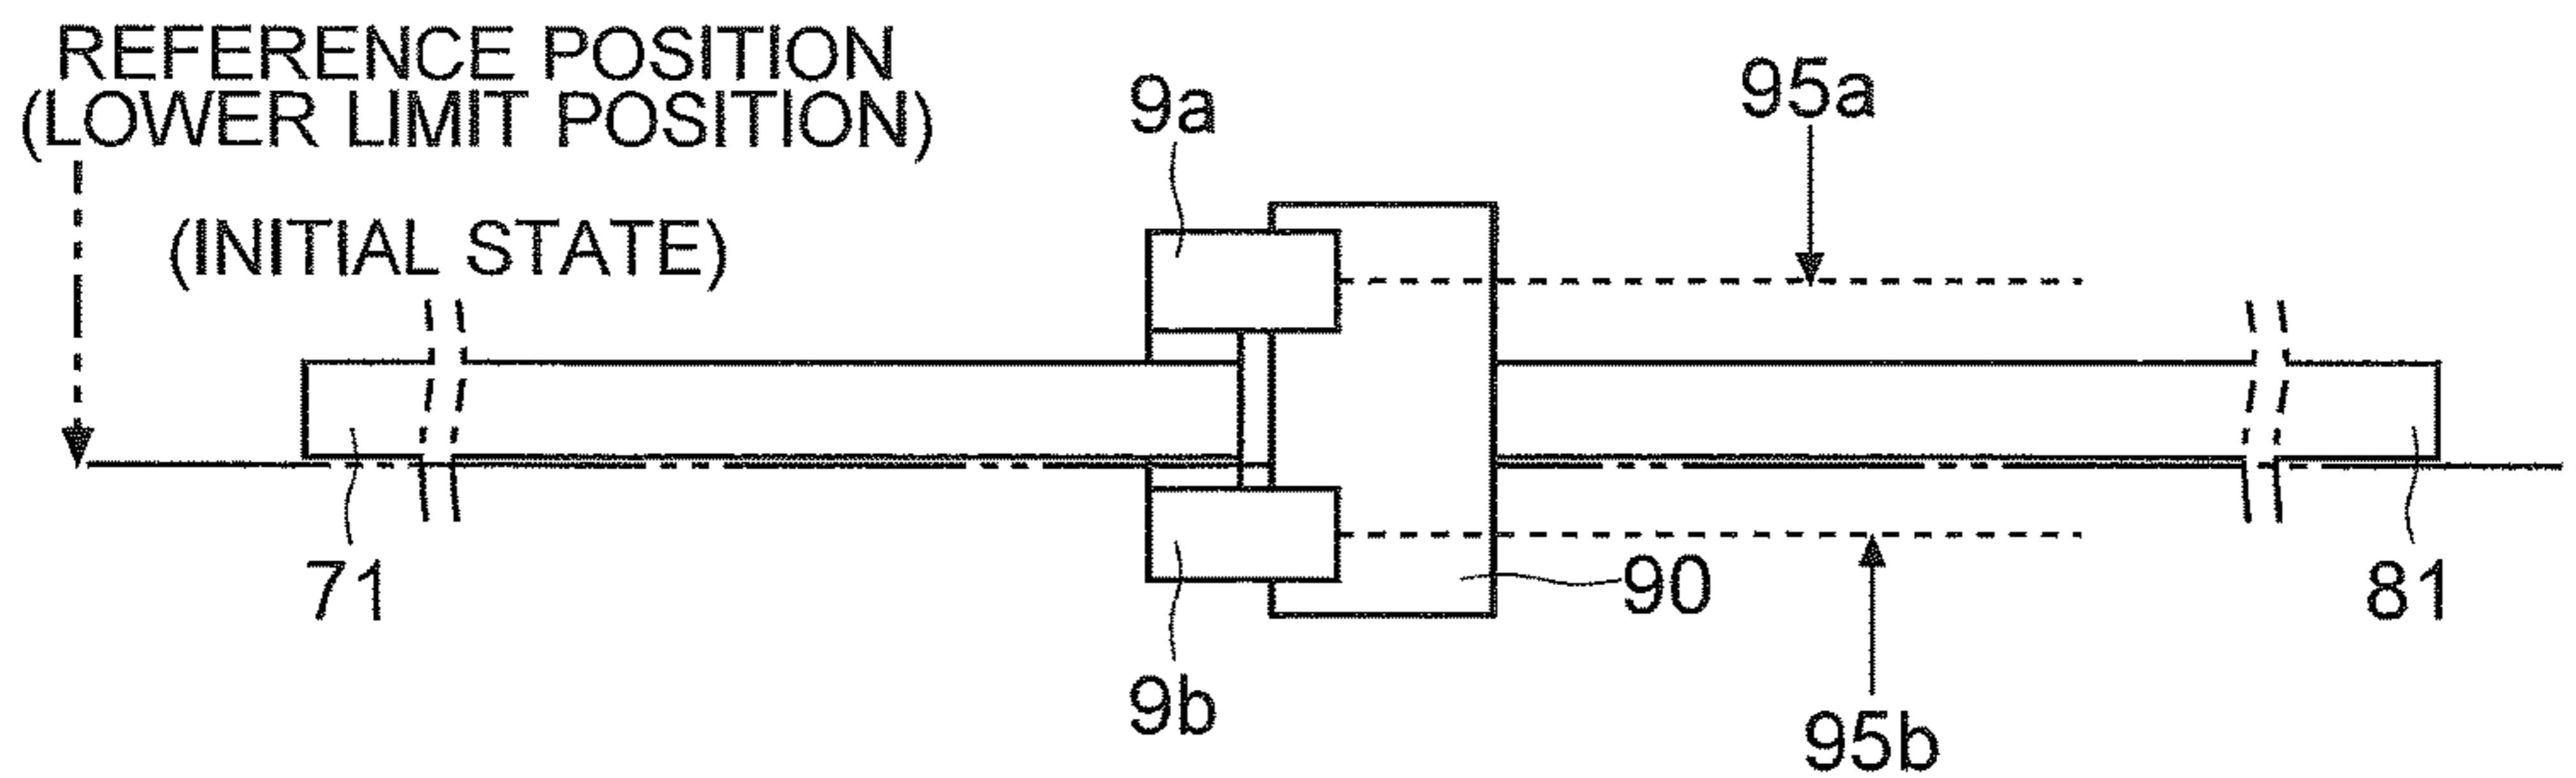 REFERENCE POSITION
(LOWER LIMIT POSITION)
(INITIAL STATE)
9a
95a
71
90
81
9b
95b